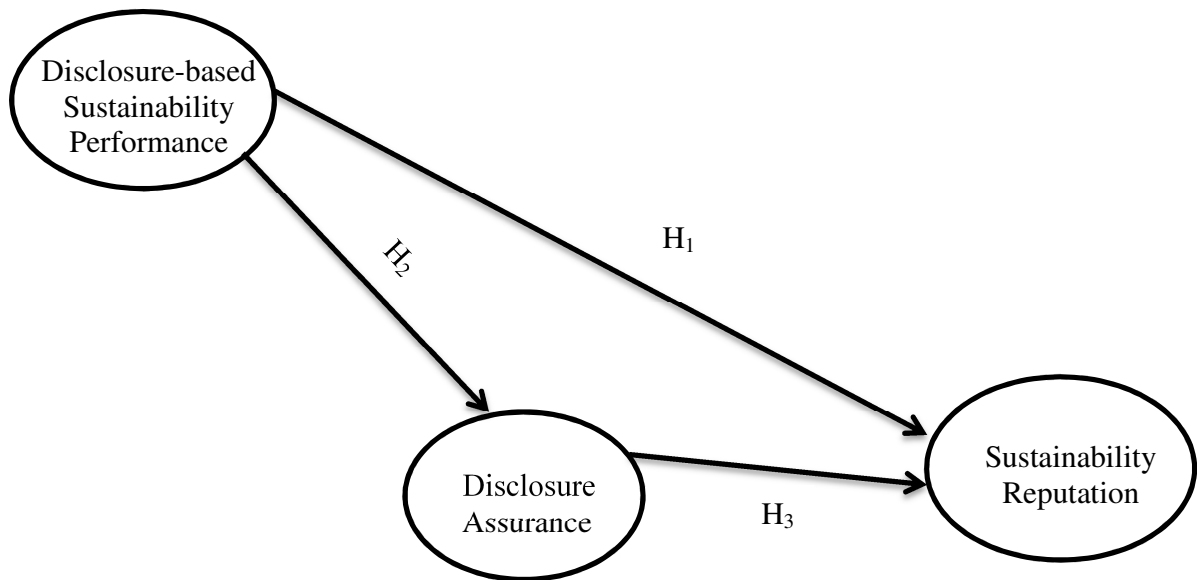 Disclosure-based
Sustainability
Performance
H₁
H₂
Disclosure
Assurance
H₃
Sustainability
Reputation